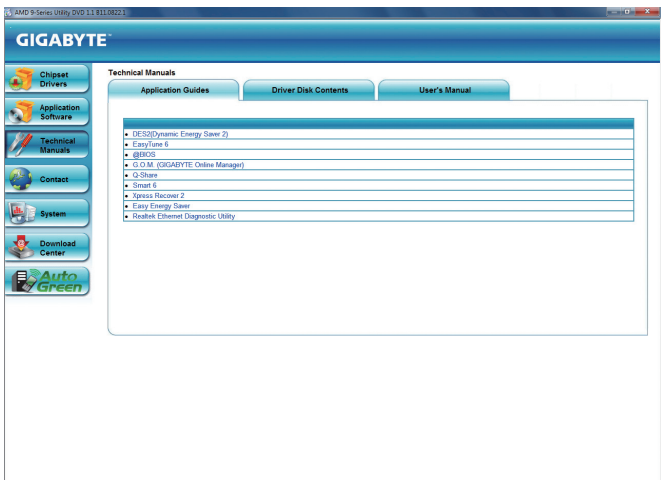 AMD 9-Series Utility DVD 1.1 B11.0822.1
GIGABYTE™
Chipset
Drivers
Application
Software
Technical
Manuals
Contact
System
Download
Center
Auto
Green
Technical Manuals
Application Guides
Driver Disk Contents
User's Manual
DES2(Dynamic Energy Saver 2)
EasyTune 6
@BIOS
G.O.M. (GIGABYTE Online Manager)
Q-Share
Smart 6
Xpress Recover 2
Easy Energy Saver
Realtek Ethernet Diagnostic Utility